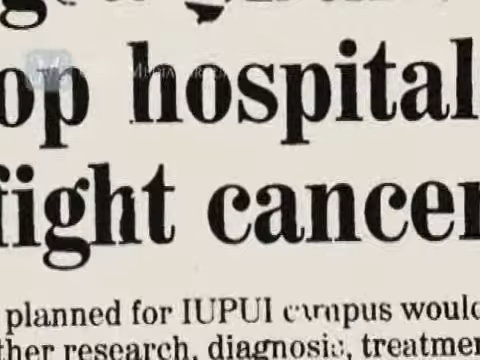 op hospital
fight cancer
planned for IUPUI campus would
ther research, diagnosis, treatmen